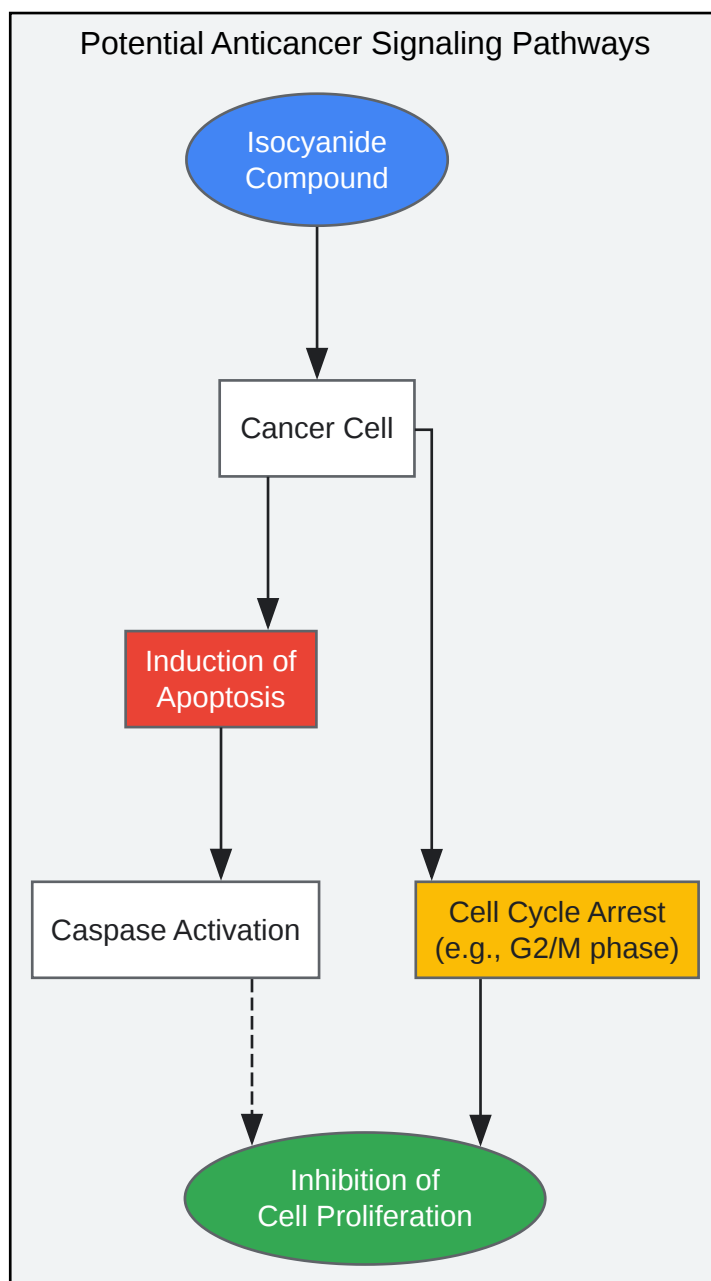 Potential Anticancer Signaling Pathways
Isocyanide
Compound
Cancer Cell
Induction of
Apoptosis
Caspase Activation
Cell Cycle Arrest
(e.g., G2/M phase)
Inhibition of
Cell Proliferation